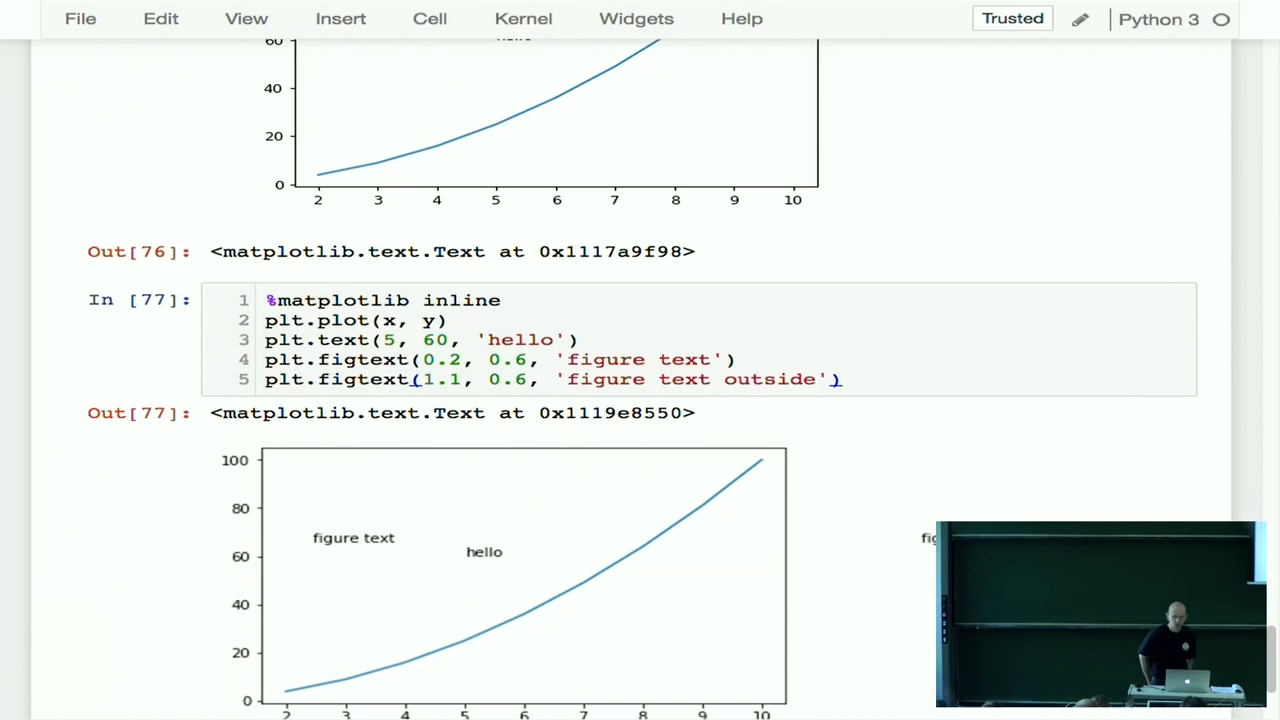 File Edit View Insert Cell Kernel Widgets Help Trusted Python 3
60
40
20
0
2 3 4 5 6 7 8 9 10
Out[76]: <matplotlib.text.Text at 0x1117a9f98>
In [77]:
1 %matplotlib inline
2 plt.plot(x, y)
3 plt.text(5, 60, 'hello')
4 plt.figtext(0.2, 0.6, 'figure text')
5 plt.figtext(1.1, 0.6, 'figure text outside')
Out[77]: <matplotlib.text.Text at 0x1119e8550>
100
80
figure text
hello
60
40
20
0
2 3 4 5 6 7 8 9 10